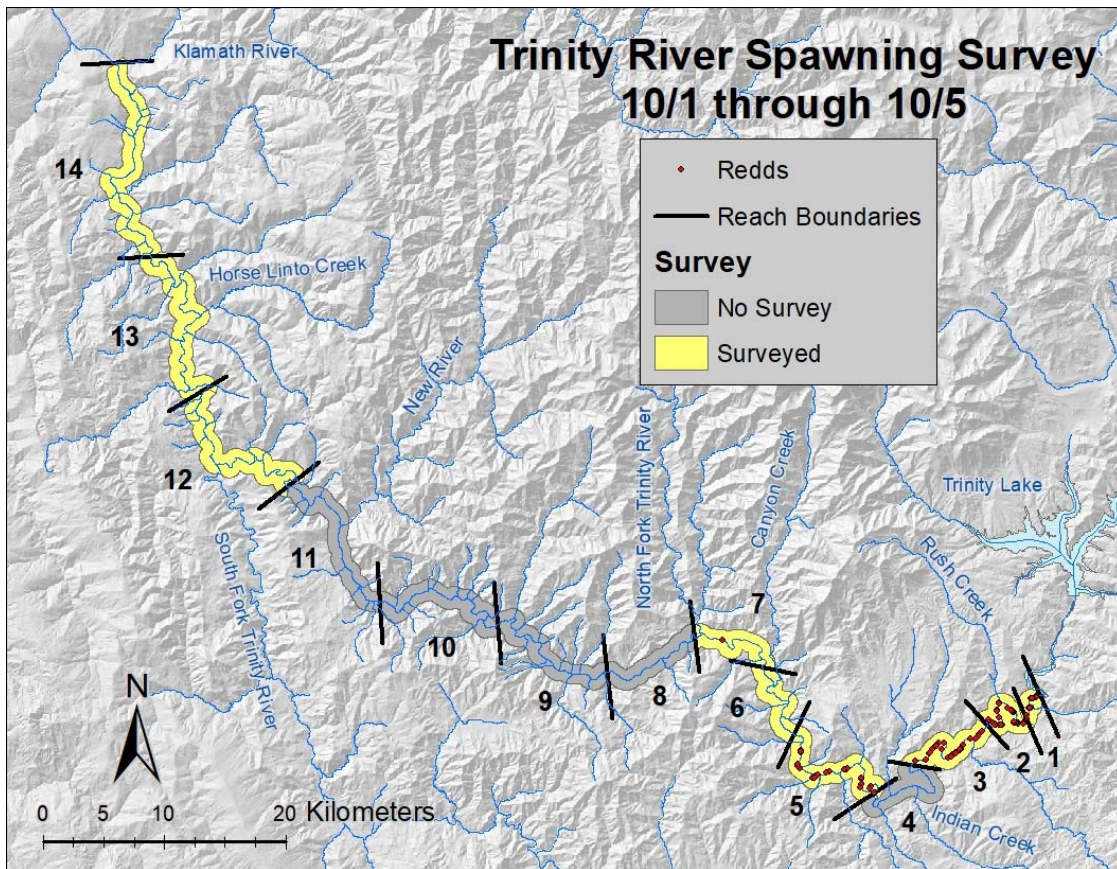 Trinity River Spawning Survey
10/1 through 10/5
Redds
Reach Boundaries
Survey
No Survey
Surveyed
Klamath River
14
Horse Linto Creek
13
New River
12
South Fork Trinity River
11
10
9
8
North Fork Trinity River
Canyon Creek
7
6
5
Trinity Lake
Rush Creek
1
2
3
4
Indian Creek
N
0 5 10 20 Kilometers